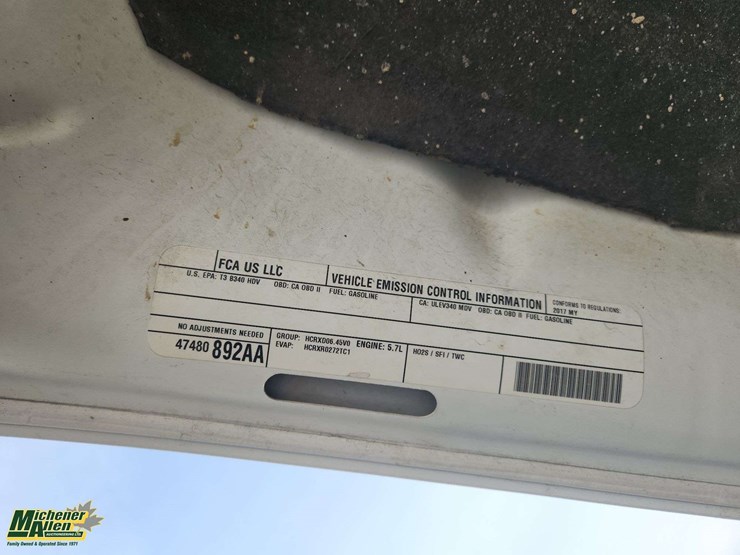 FCA US LLC
VEHICLE EMISSION CONTROL INFORMATION
CONFORMS TO REGULATIONS:
2017 MY
U.S. EPA: T3 B340 HDV OBD: CA OBD II FUEL: GASOLINE
CA: ULEV340 MDV OBD: CA OBD II FUEL: GASOLINE
NO ADJUSTMENTS NEEDED
47480 892AA
GROUP: HCRXD06.45V0 ENGINE: 5.7L
EVAP: HCRXR0272TC1
HO2S / SFI / TWC
Michener
Allen
AUCTIONEERING LTD.
Family Owned & Operated Since 1971